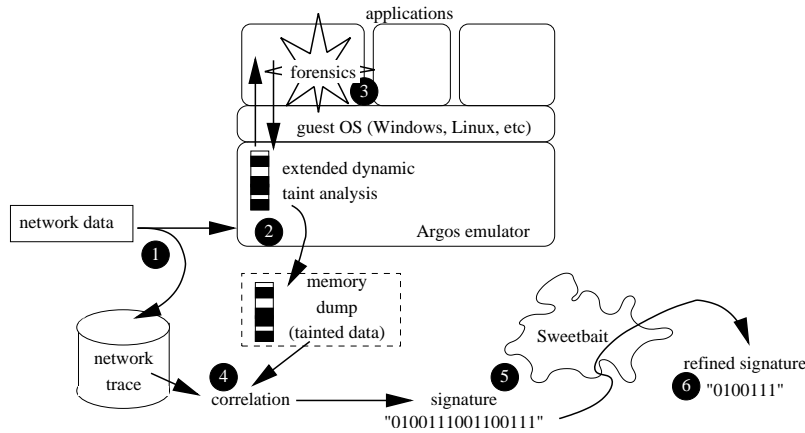 applications
forensics
3
guest OS (Windows, Linux, etc)
extended dynamic
taint analysis
network data
2
Argos emulator
1
memory
dump
(tainted data)
Sweetbait
network
trace
4
correlation
5
signature
"0100111001100111"
refined signature
6
"0100111"